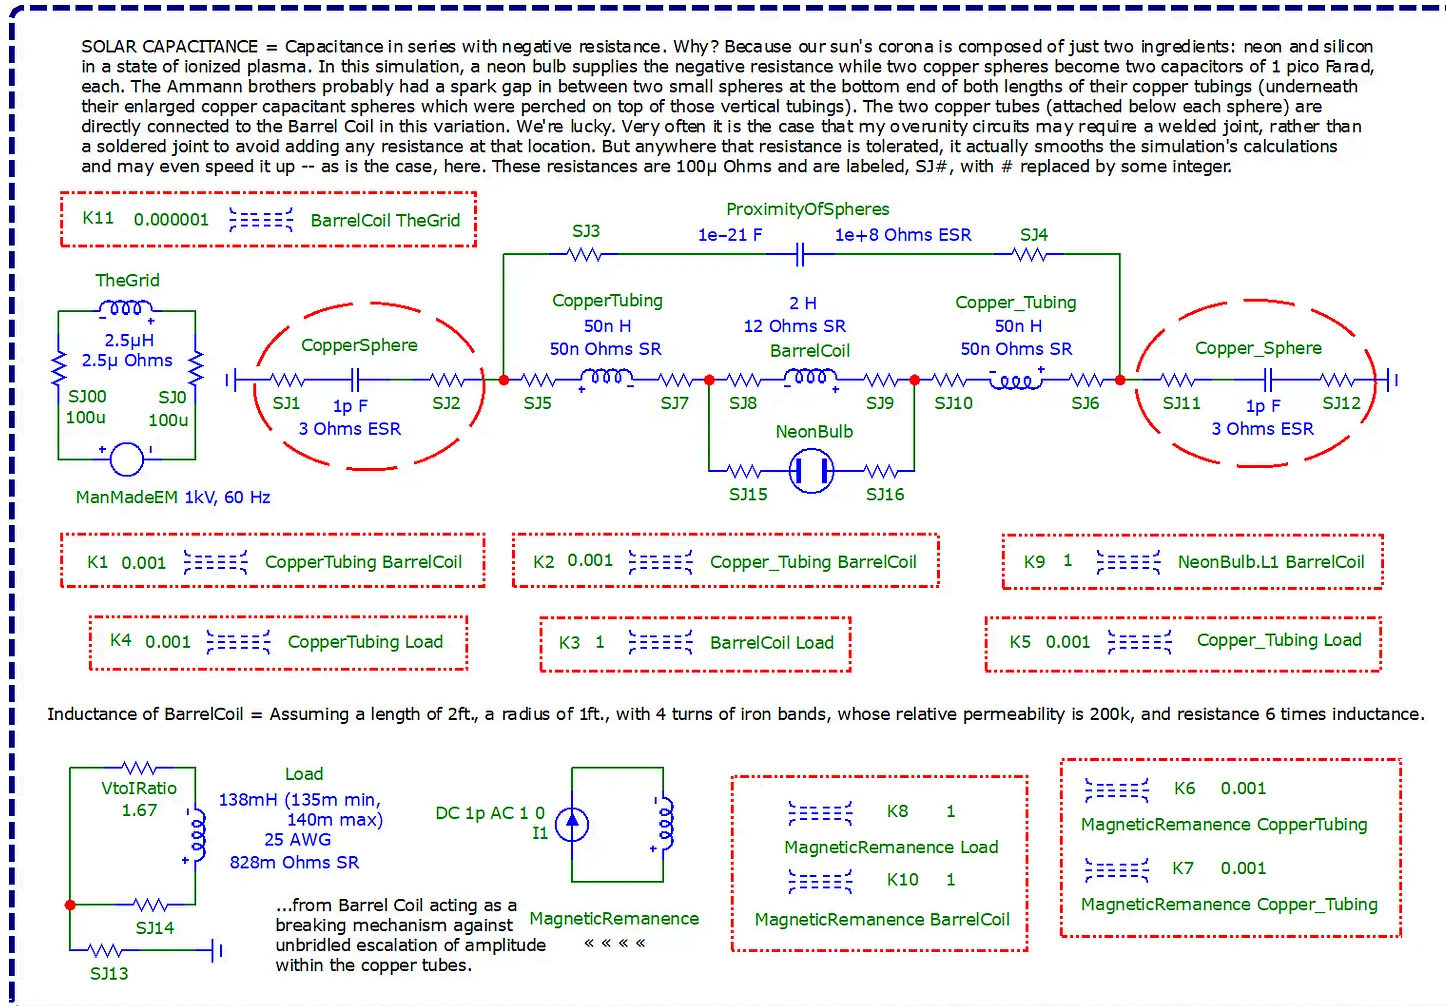 SOLAR CAPACITANCE = Capacitance in series with negative resistance. Why? Because our sun's corona is composed of just two ingredients: neon and silicon
in a state of ionized plasma. In this simulation, a neon bulb supplies the negative resistance while two copper spheres become two capacitors of 1 pico Farad,
each. The Ammann brothers probably had a spark gap in between two small spheres at the bottom end of both lengths of their copper tubings (underneath
their enlarged copper capacitant spheres which were perched on top of those vertical tubings). The two copper tubes (attached below each sphere) are
directly connected to the Barrel Coil in this variation. We're lucky. Very often it is the case that my overunity circuits may require a welded joint, rather than
a soldered joint to avoid adding any resistance at that location. But anywhere that resistance is tolerated, it actually smooths the simulation's calculations
and may even speed it up -- as is the case, here. These resistances are 100µ Ohms and are labeled, SJ#, with # replaced by some integer.
K11 0.000001 BarrelCoil TheGrid
ProximityOfSpheres
SJ3 1e-21 F 1e+8 Ohms ESR SJ4
TheGrid
2.5µH
2.5µ Ohms
SJ00
100u
SJ0
100u
ManMadeEM 1kV, 60 Hz
CopperSphere
SJ1 SJ2
1p F
3 Ohms ESR
CopperTubing
50n H
50n Ohms SR
SJ5 SJ7
2 H
12 Ohms SR
BarrelCoil
SJ8 SJ9
NeonBulb
SJ15 SJ16
Copper_Tubing
50n H
50n Ohms SR
SJ10 SJ6
Copper_Sphere
SJ11 SJ12
1p F
3 Ohms ESR
K1 0.001 CopperTubing BarrelCoil
K2 0.001 Copper_Tubing BarrelCoil
K9 1 NeonBulb.L1 BarrelCoil
K4 0.001 CopperTubing Load
K3 1 BarrelCoil Load
K5 0.001 Copper_Tubing Load
Inductance of BarrelCoil = Assuming a length of 2ft., a radius of 1ft., with 4 turns of iron bands, whose relative permeability is 200k, and resistance 6 times inductance.
VtoIRatio
1.67
Load
138mH (135m min,
140m max)
25 AWG
828m Ohms SR
SJ14
SJ13
...from Barrel Coil acting as a
breaking mechanism against
unbridled escalation of amplitude
within the copper tubes.
DC 1p AC 1 0
I1
MagneticRemanence
« « « «
K8 1
MagneticRemanence Load
K10 1
MagneticRemanence BarrelCoil
K6 0.001
MagneticRemanence CopperTubing
K7 0.001
MagneticRemanence Copper_Tubing